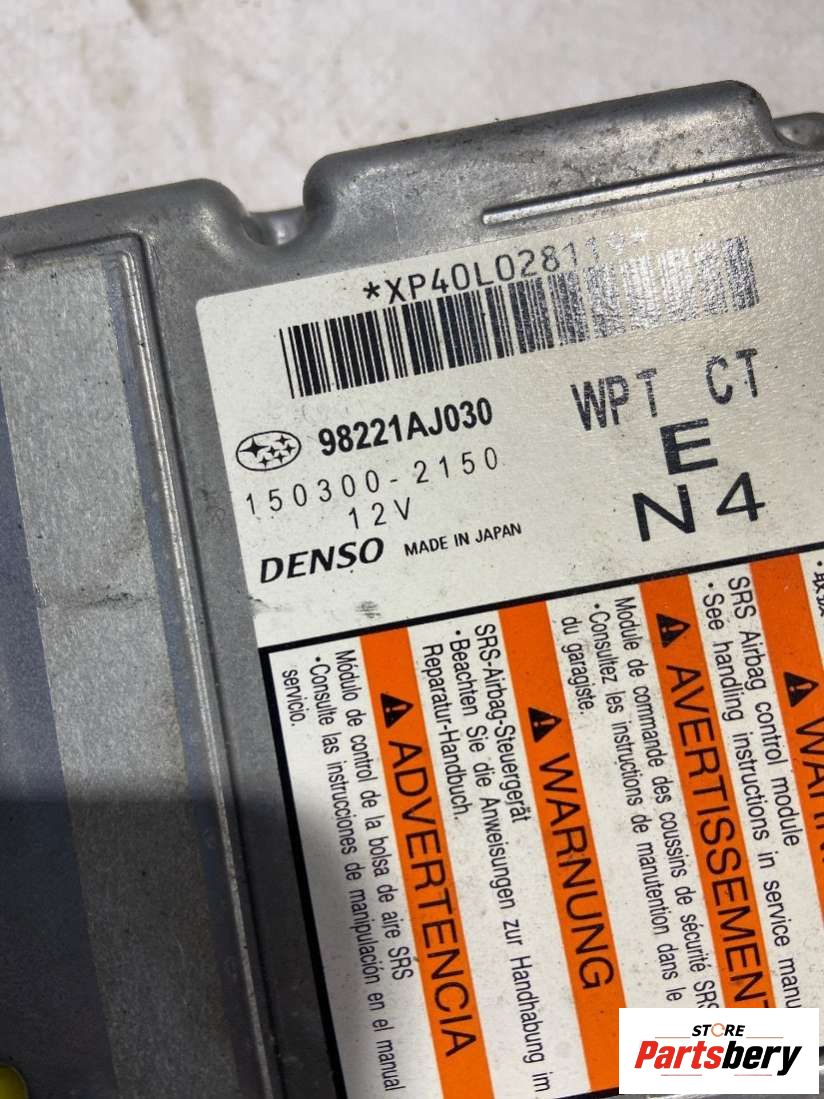 *XP40L02811
98221AJ030
WPT CT
E
N4
150300-2150
12V
DENSO MADE IN JAPAN
SRS Airbag control module
・See handling instructions in service
AVERTISSEMENT
Module de commande des coussins de sécurité SRS
・Consultez les instructions de manutention dans le
du garagiste.
WARNUNG
SRS-Airbag-Steuergerät
・Beachten Sie die Anweisungen zur Handhabung im
Reparatur-Handbuch.
ADVERTENCIA
Módulo de control de la bolsa de aire SRS
・Consulte las instrucciones de manipulación en el manual
servicio.
STORE
Partsbery